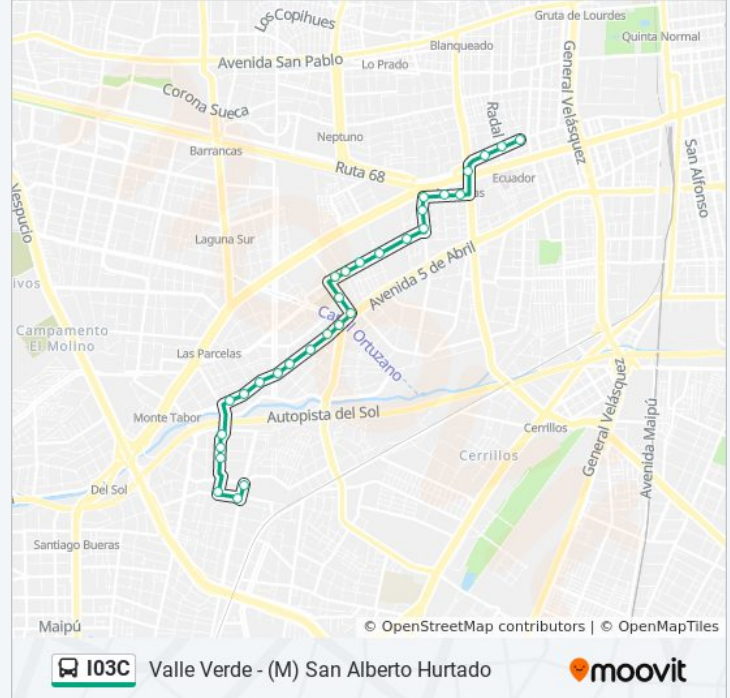 Los Copihues
Gruta de Lourdes
Blanqueado
Quinta Normal
Avenida San Pablo
Lo Prado
General Velásquez
Corona Sueca
Radal
Neptuno
Barrancas
San Alfonso
Ruta 68
Ecuador
as
Vespucio
Laguna Sur
Avenida 5 de Abril
ivos
Campamento
El Molino
Canal Ortuzano
Las Parcelas
General Velásquez
Monte Tabor
Autopista del Sol
Cerrillos
Avenida Maipú
Cerrillos
Del Sol
Santiago Bueras
Maipú
© OpenStreetMap contributors | © OpenMapTiles
I03C Valle Verde - (M) San Alberto Hurtado
moovit